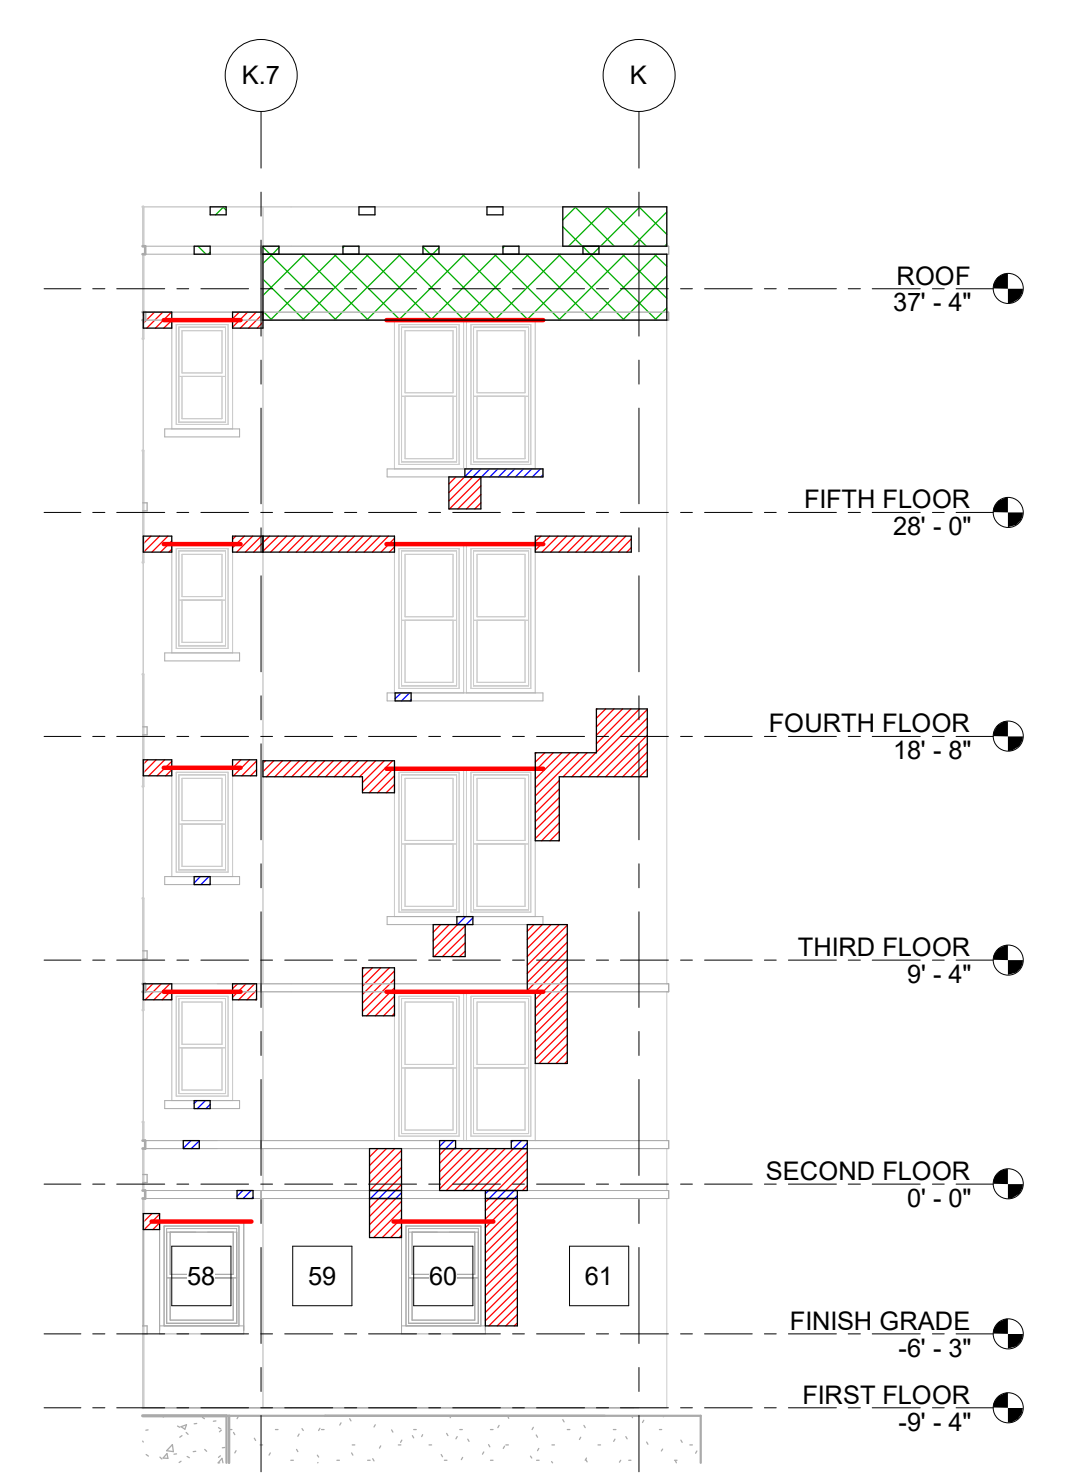 K.7
K
ROOF
37' - 4"
FIFTH FLOOR
28' - 0"
FOURTH FLOOR
18' - 8"
THIRD FLOOR
9' - 4"
SECOND FLOOR
0' - 0"
58
59
60
61
FINISH GRADE
-6' - 3"
FIRST FLOOR
-9' - 4"